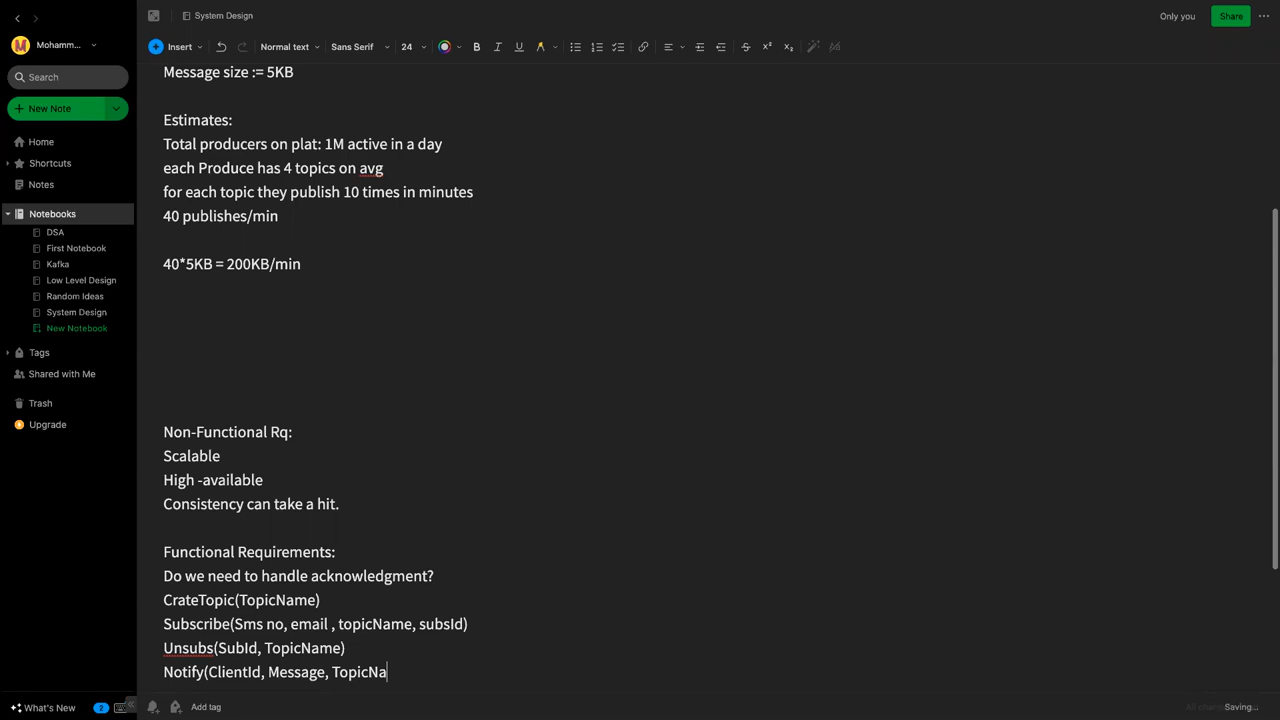 System Design
Only you
Share
Mohamm...
Insert
Normal text
Sans Serif
24
Search
New Note
Home
Shortcuts
Notes
Notebooks
DSA
First Notebook
Kafka
Low Level Design
Random Ideas
System Design
New Notebook
Tags
Shared with Me
Trash
Upgrade
Message size := 5KB
Estimates:
Total producers on plat: 1M active in a day
each Produce has 4 topics on avg
for each topic they publish 10 times in minutes
40 publishes/min
40*5KB = 200KB/min
Non-Functional Rq:
Scalable
High -available
Consistency can take a hit.
Functional Requirements:
Do we need to handle acknowledgment?
CrateTopic(TopicName)
Subscribe(Sms no, email , topicName, subsId)
Unsubs(SubId, TopicName)
Notify(ClientId, Message, TopicNa
What's New
2
Add tag
Saving...